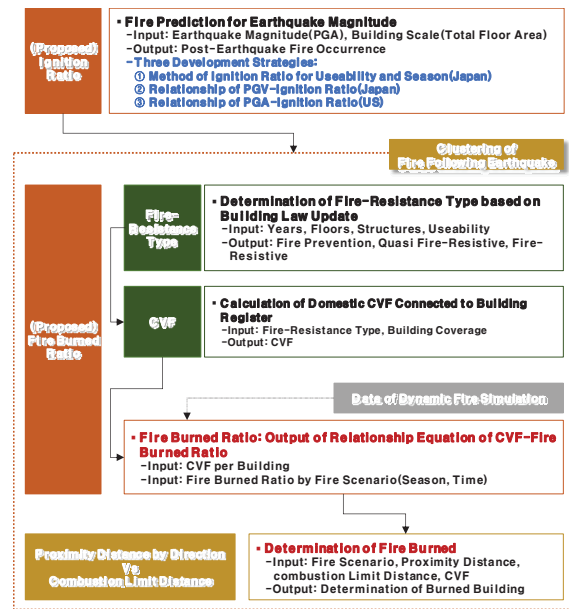 (Proposed)
Ignition
Ratio
▪ Fire Prediction for Earthquake Magnitude
-Input: Earthquake Magnitude(PGA), Building Scale(Total Floor Area)
-Output: Post-Earthquake Fire Occurrence
-Three Development Strategies:
① Method of Ignition Ratio for Useability and Season(Japan)
② Relationship of PGV-Ignition Ratio(Japan)
③ Relationship of PGA-Ignition Ratio(US)
Clustering of
Fire Following Earthquake
(Proposed)
Fire Burned
Ratio
Fire-
Resistance
Type
▪ Determination of Fire-Resistance Type based on
Building Law Update
-Input: Years, Floors, Structures, Useability
-Output: Fire Prevention, Quasi Fire-Resistive, Fire-
Resistive
CVF
▪ Calculation of Domestic CVF Connected to Building
Register
-Input: Fire-Resistance Type, Building Coverage
-Output: CVF
Data of Dynamic Fire Simulation
▪ Fire Burned Ratio: Output of Relationship Equation of CVF-Fire
Burned Ratio
-Input: CVF per Building
-Input: Fire Burned Ratio by Fire Scenario(Season, Time)
Proximity Distance by Direction
Vs
Combustion Limit Distance
▪ Determination of Fire Burned
-Input: Fire Scenario, Proximity Distance,
combustion Limit Distance, CVF
-Output: Determination of Burned Building